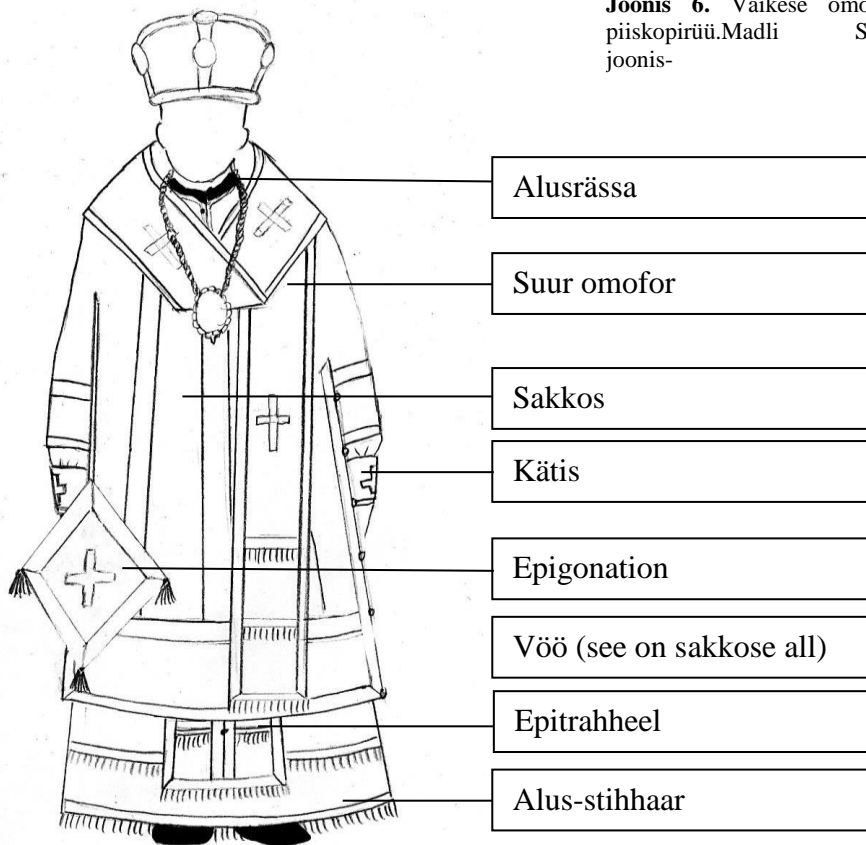 Joonis 6. Väikese
piiskopirüü.Madli
joonis-
Alusrässa
Suur omofor
Sakkos
Kätis
Epigonation
Vöö (see on sakkose all)
Epitrahheel
Alus-stihhaar